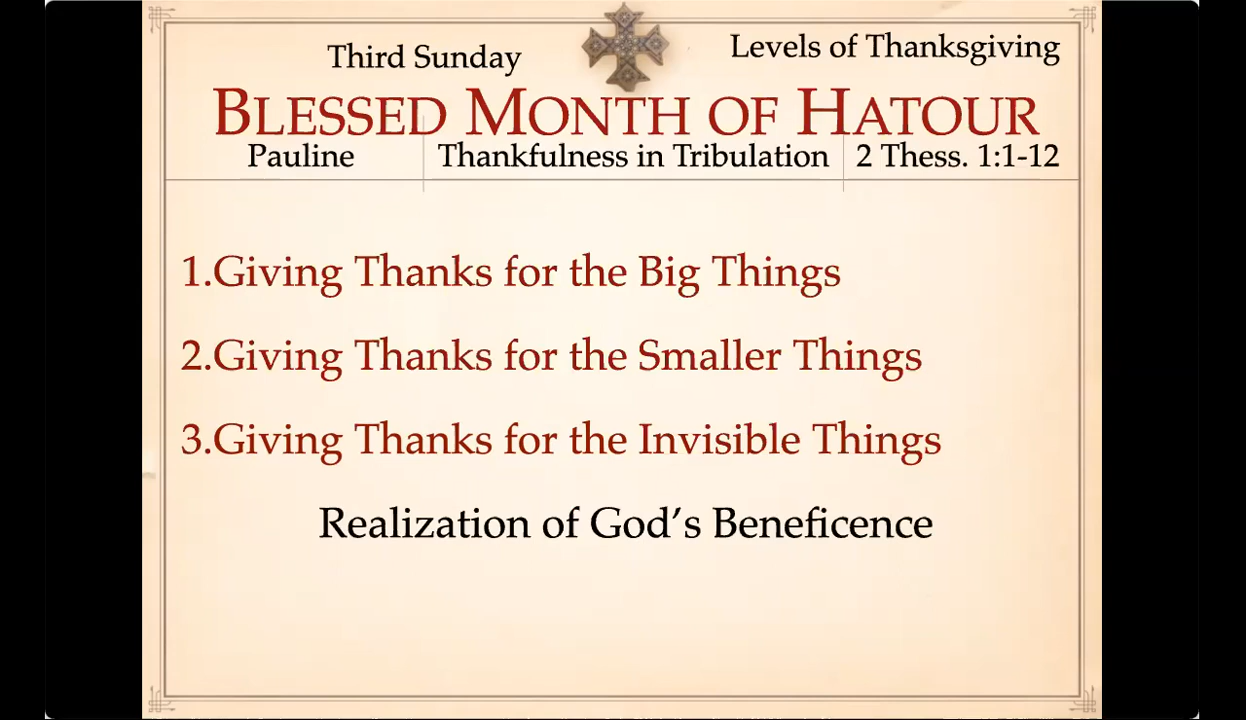 Third Sunday
Levels of Thanksgiving
BLESSED MONTH OF HATOUR
Pauline
Thankfulness in Tribulation
2 Thess. 1:1-12
1.Giving Thanks for the Big Things
2.Giving Thanks for the Smaller Things
3.Giving Thanks for the Invisible Things
Realization of God’s Beneficence